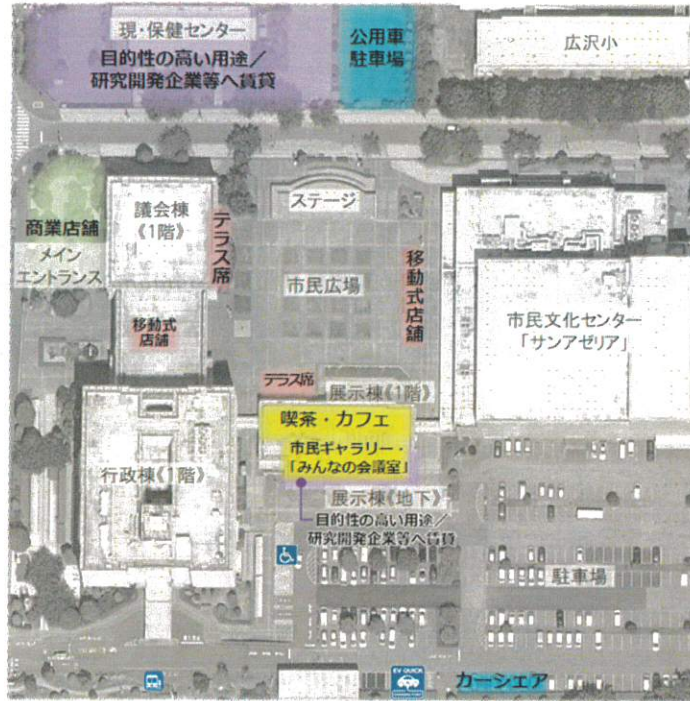 現・保健センター
目的性の高い用途／
研究開発企業等へ賃貸
公用車
駐車場
広沢小
商業店舗
メイン
エントランス
議会棟
《1階》
テラス席
ステージ
市民広場
移動式店舗
市民文化センター
「サンアゼリア」
移動式
店舗
テラス席
展示棟《1階》
喫茶・カフェ
市民ギャラリー・
「みんなの会議室」
行政棟《1階》
展示棟《地下》
目的性の高い用途／
研究開発企業等へ賃貸
駐車場
EV QUICK
カーシェア